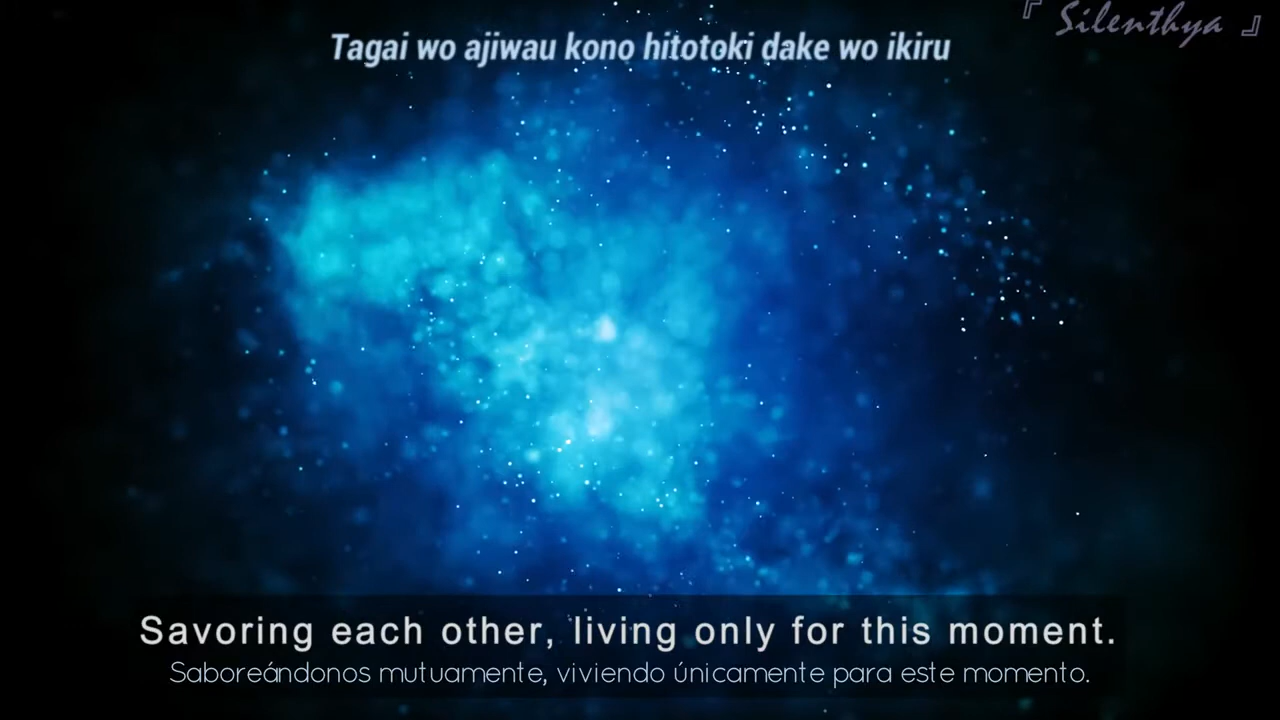 『 Silenthya 』
Tagai wo ajiwau kono hitotoki dake wo ikiru
Savoring each other, living only for this moment.
Saboreándonos mutuamente, viviendo únicamente para este momento.